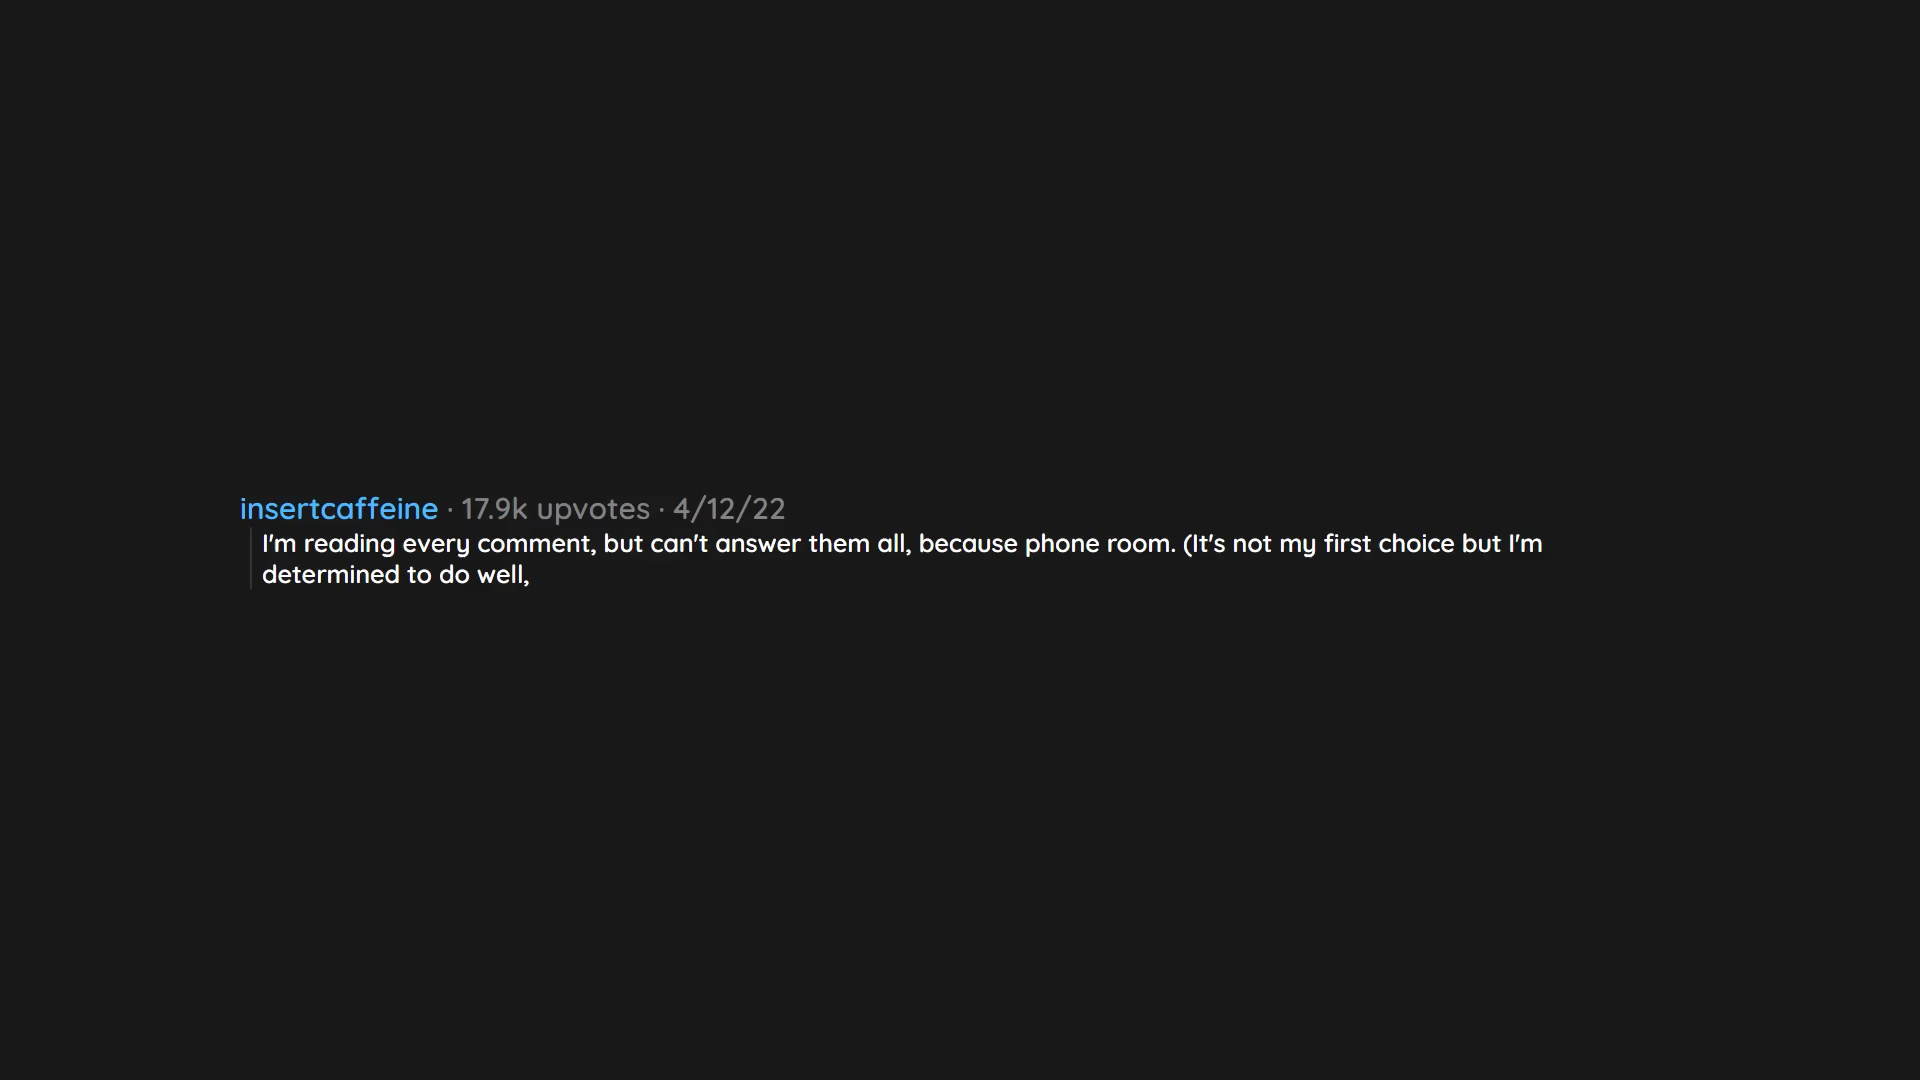 insertcaffeine · 17.9k upvotes · 4/12/22
I'm reading every comment, but can't answer them all, because phone room. (It's not my first choice but I'm
determined to do well,